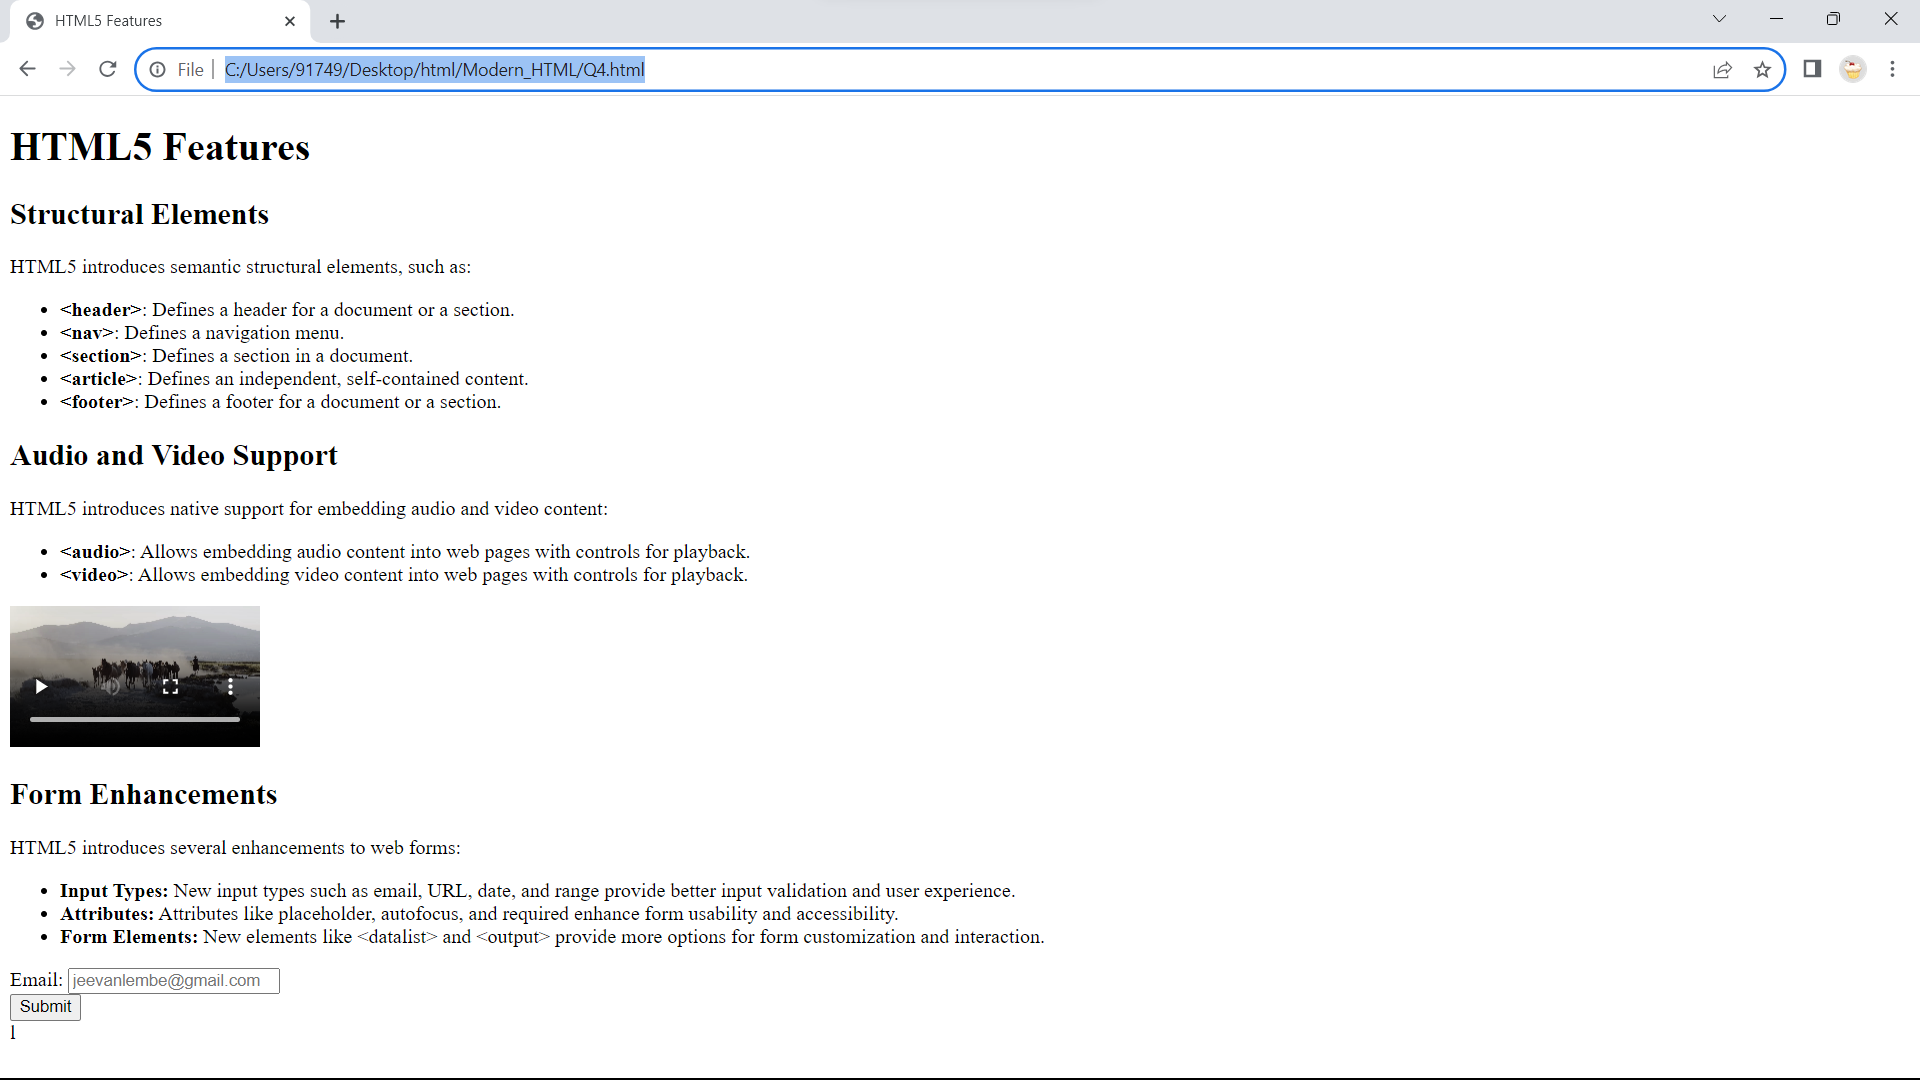 HTML5 Features
File
C:/Users/91749/Desktop/html/Modern_HTML/Q4.html
HTML5 Features
Structural Elements
HTML5 introduces semantic structural elements, such as:
<header>: Defines a header for a document or a section.
<nav>: Defines a navigation menu.
<section>: Defines a section in a document.
<article>: Defines an independent, self-contained content.
<footer>: Defines a footer for a document or a section.
Audio and Video Support
HTML5 introduces native support for embedding audio and video content:
<audio>: Allows embedding audio content into web pages with controls for playback.
<video>: Allows embedding video content into web pages with controls for playback.
Form Enhancements
HTML5 introduces several enhancements to web forms:
Input Types: New input types such as email, URL, date, and range provide better input validation and user experience.
Attributes: Attributes like placeholder, autofocus, and required enhance form usability and accessibility.
Form Elements: New elements like <datalist> and <output> provide more options for form customization and interaction.
Email: jeevanlembe@gmail.com
Submit
l